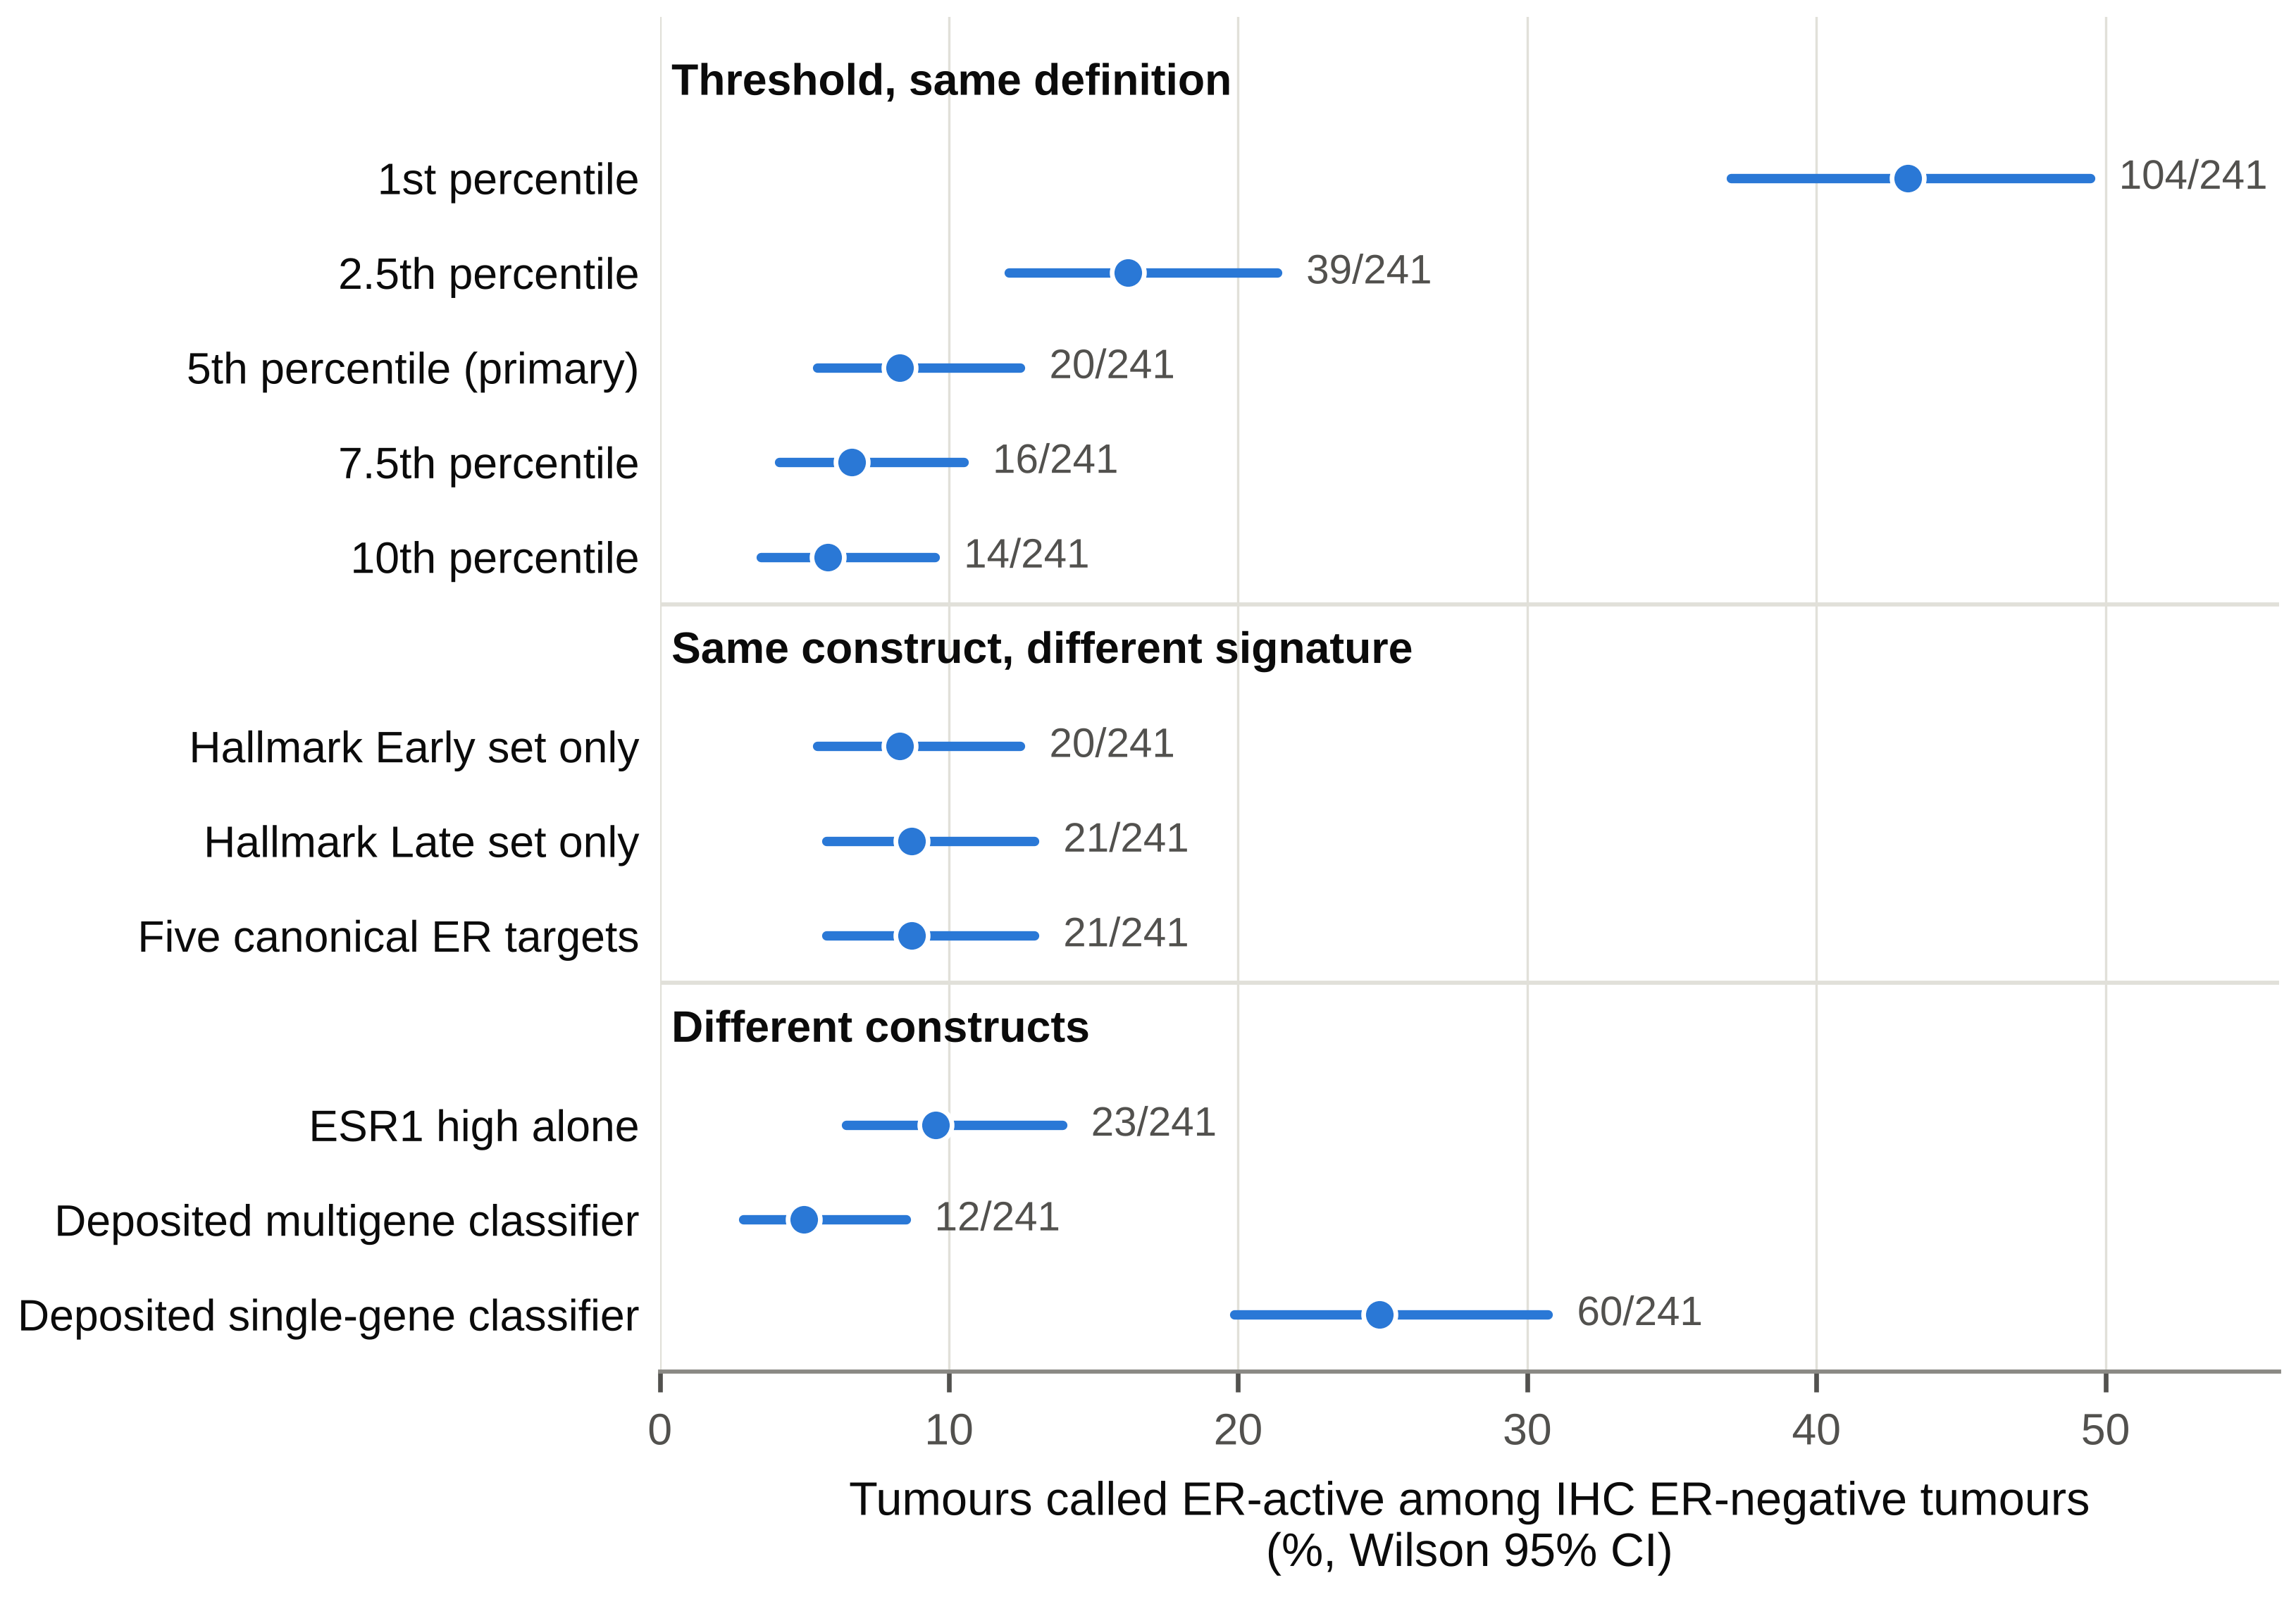 Threshold, same definition
1st percentile 104/241
2.5th percentile 39/241
5th percentile (primary) 20/241
7.5th percentile 16/241
10th percentile 14/241
Same construct, different signature
Hallmark Early set only 20/241
Hallmark Late set only 21/241
Five canonical ER targets 21/241
Different constructs
ESR1 high alone 23/241
Deposited multigene classifier 12/241
Deposited single-gene classifier 60/241
0 10 20 30 40 50
Tumours called ER-active among IHC ER-negative tumours
(%, Wilson 95% CI)